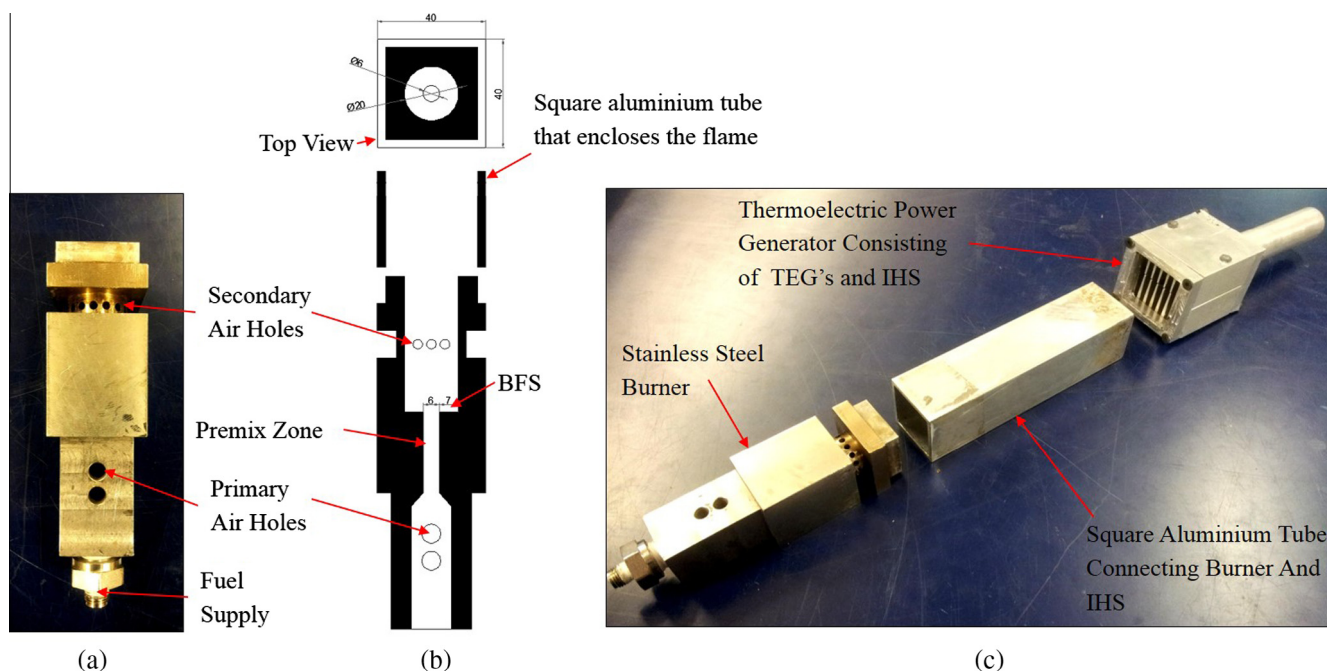 40
40
Ø6
Ø20
Top View
Square aluminium tube
that encloses the flame
Secondary
Air Holes
BFS
6
7
Premix Zone
Primary
Air Holes
Fuel
Supply
Thermoelectric Power
Generator Consisting
of TEG's and IHS
Stainless Steel
Burner
Square Aluminium Tube
Connecting Burner And
IHS
(a)
(b)
(c)